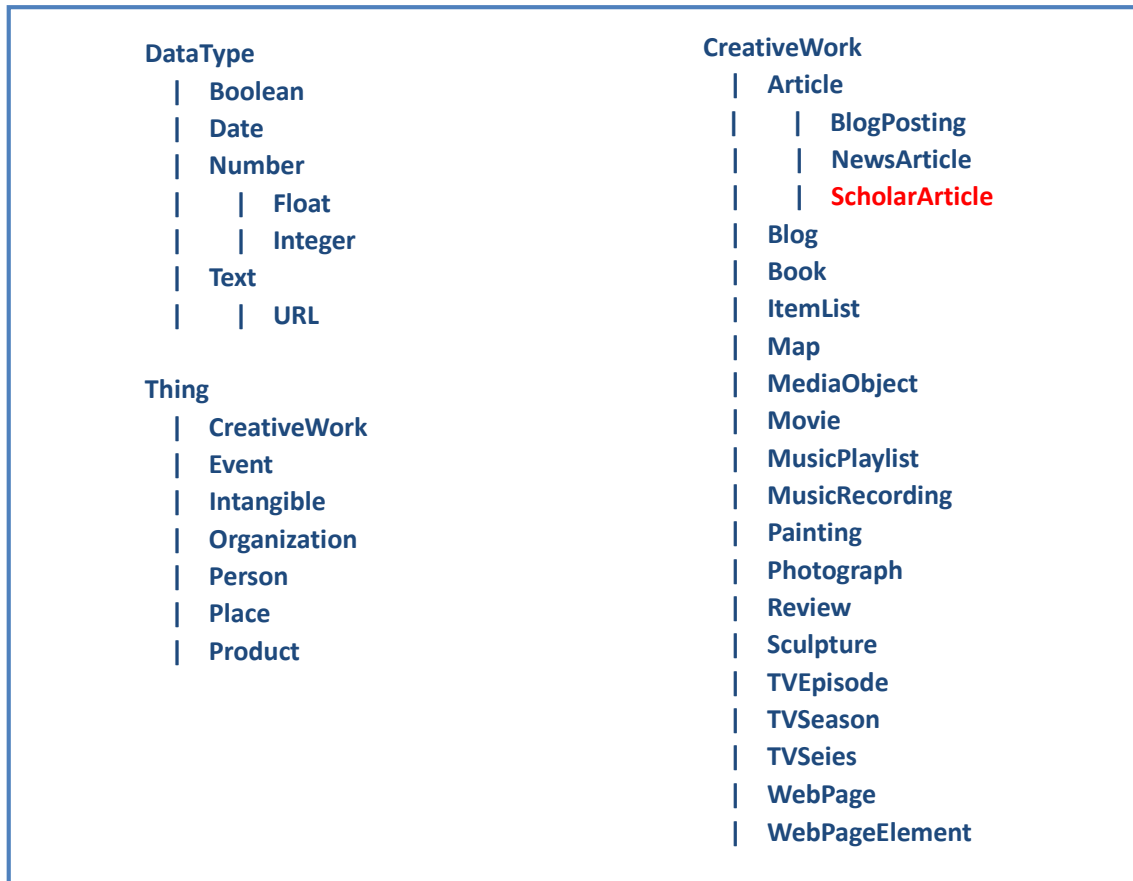 DataType
| Boolean
| Date
| Number
| | Float
| | Integer
| Text
| | URL
Thing
| CreativeWork
| Event
| Intangible
| Organization
| Person
| Place
| Product
CreativeWork
| Article
| | BlogPosting
| | NewsArticle
| | ScholarArticle
| Blog
| Book
| ItemList
| Map
| MediaObject
| Movie
| MusicPlaylist
| MusicRecording
| Painting
| Photograph
| Review
| Sculpture
| TVEpisode
| TVSeason
| TVSeies
| WebPage
| WebPageElement